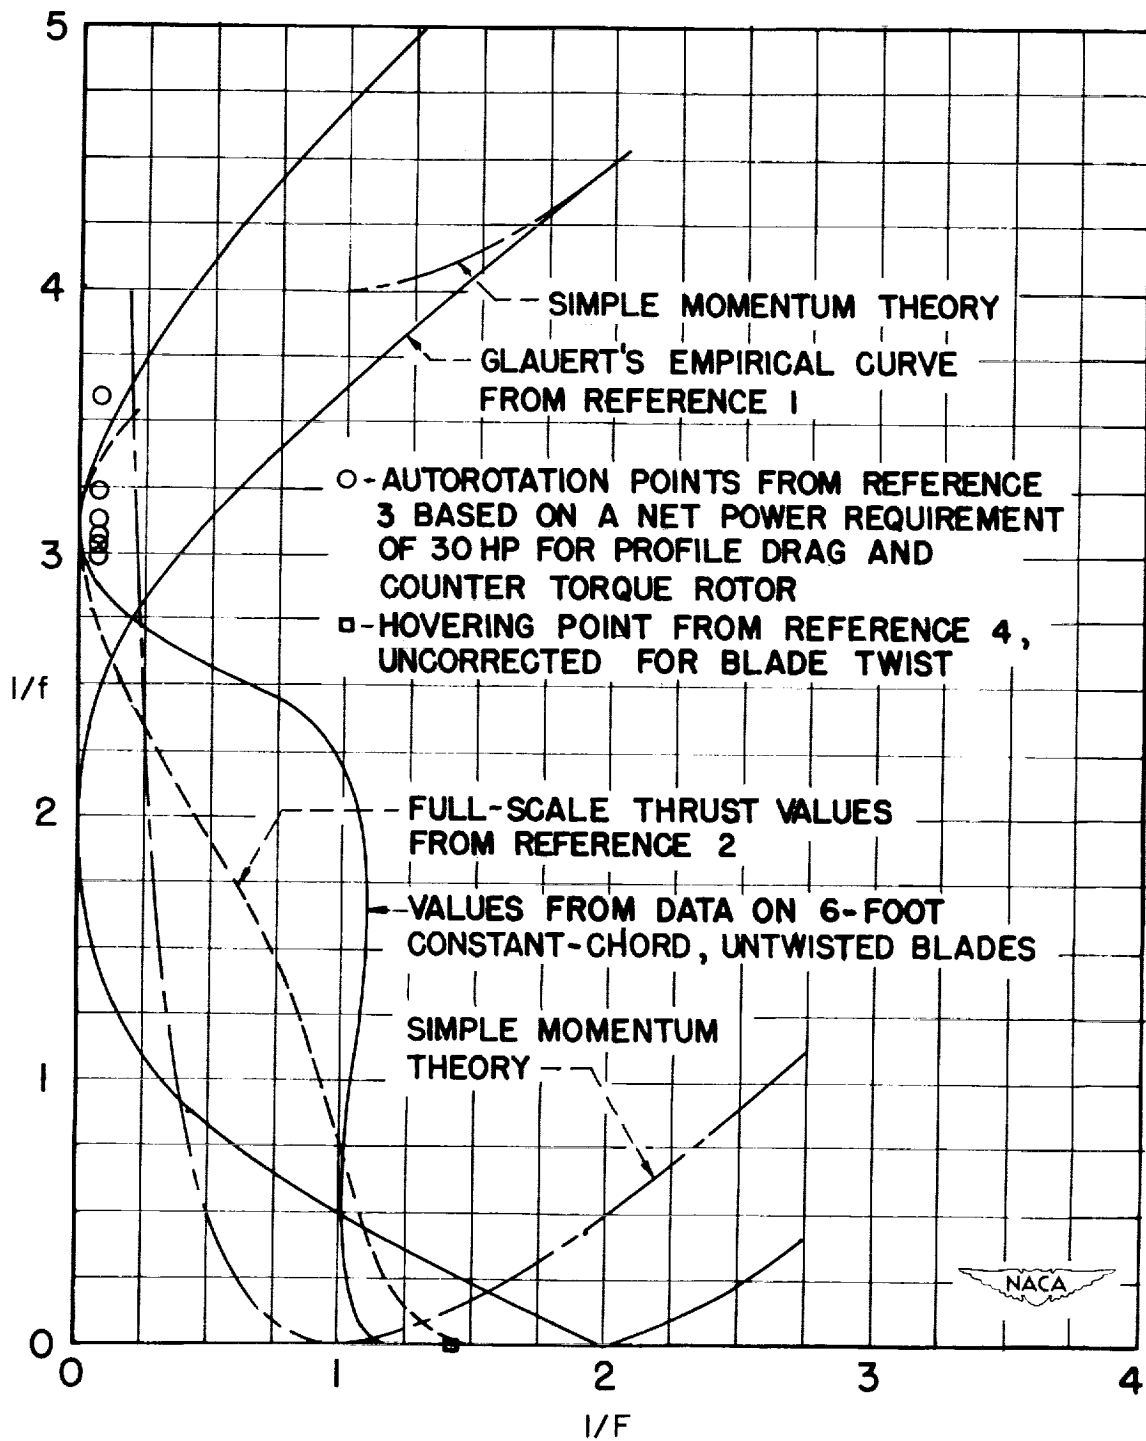 5
4
SIMPLE MOMENTUM THEORY
GLAUERT'S EMPIRICAL CURVE
FROM REFERENCE 1
O-AUTOROTATION POINTS FROM REFERENCE
3 BASED ON A NET POWER REQUIREMENT
OF 30 HP FOR PROFILE DRAG AND
COUNTER TORQUE ROTOR
3
HOVERING POINT FROM REFERENCE 4,
UNCORRECTED FOR BLADE TWIST
1/f
2
FULL-SCALE THRUST VALUES
FROM REFERENCE 2
VALUES FROM DATA ON 6-FOOT
CONSTANT-CHORD, UNTWISTED BLADES
SIMPLE MOMENTUM
THEORY
1
NACA
0
0 1 2 3 4
1/F